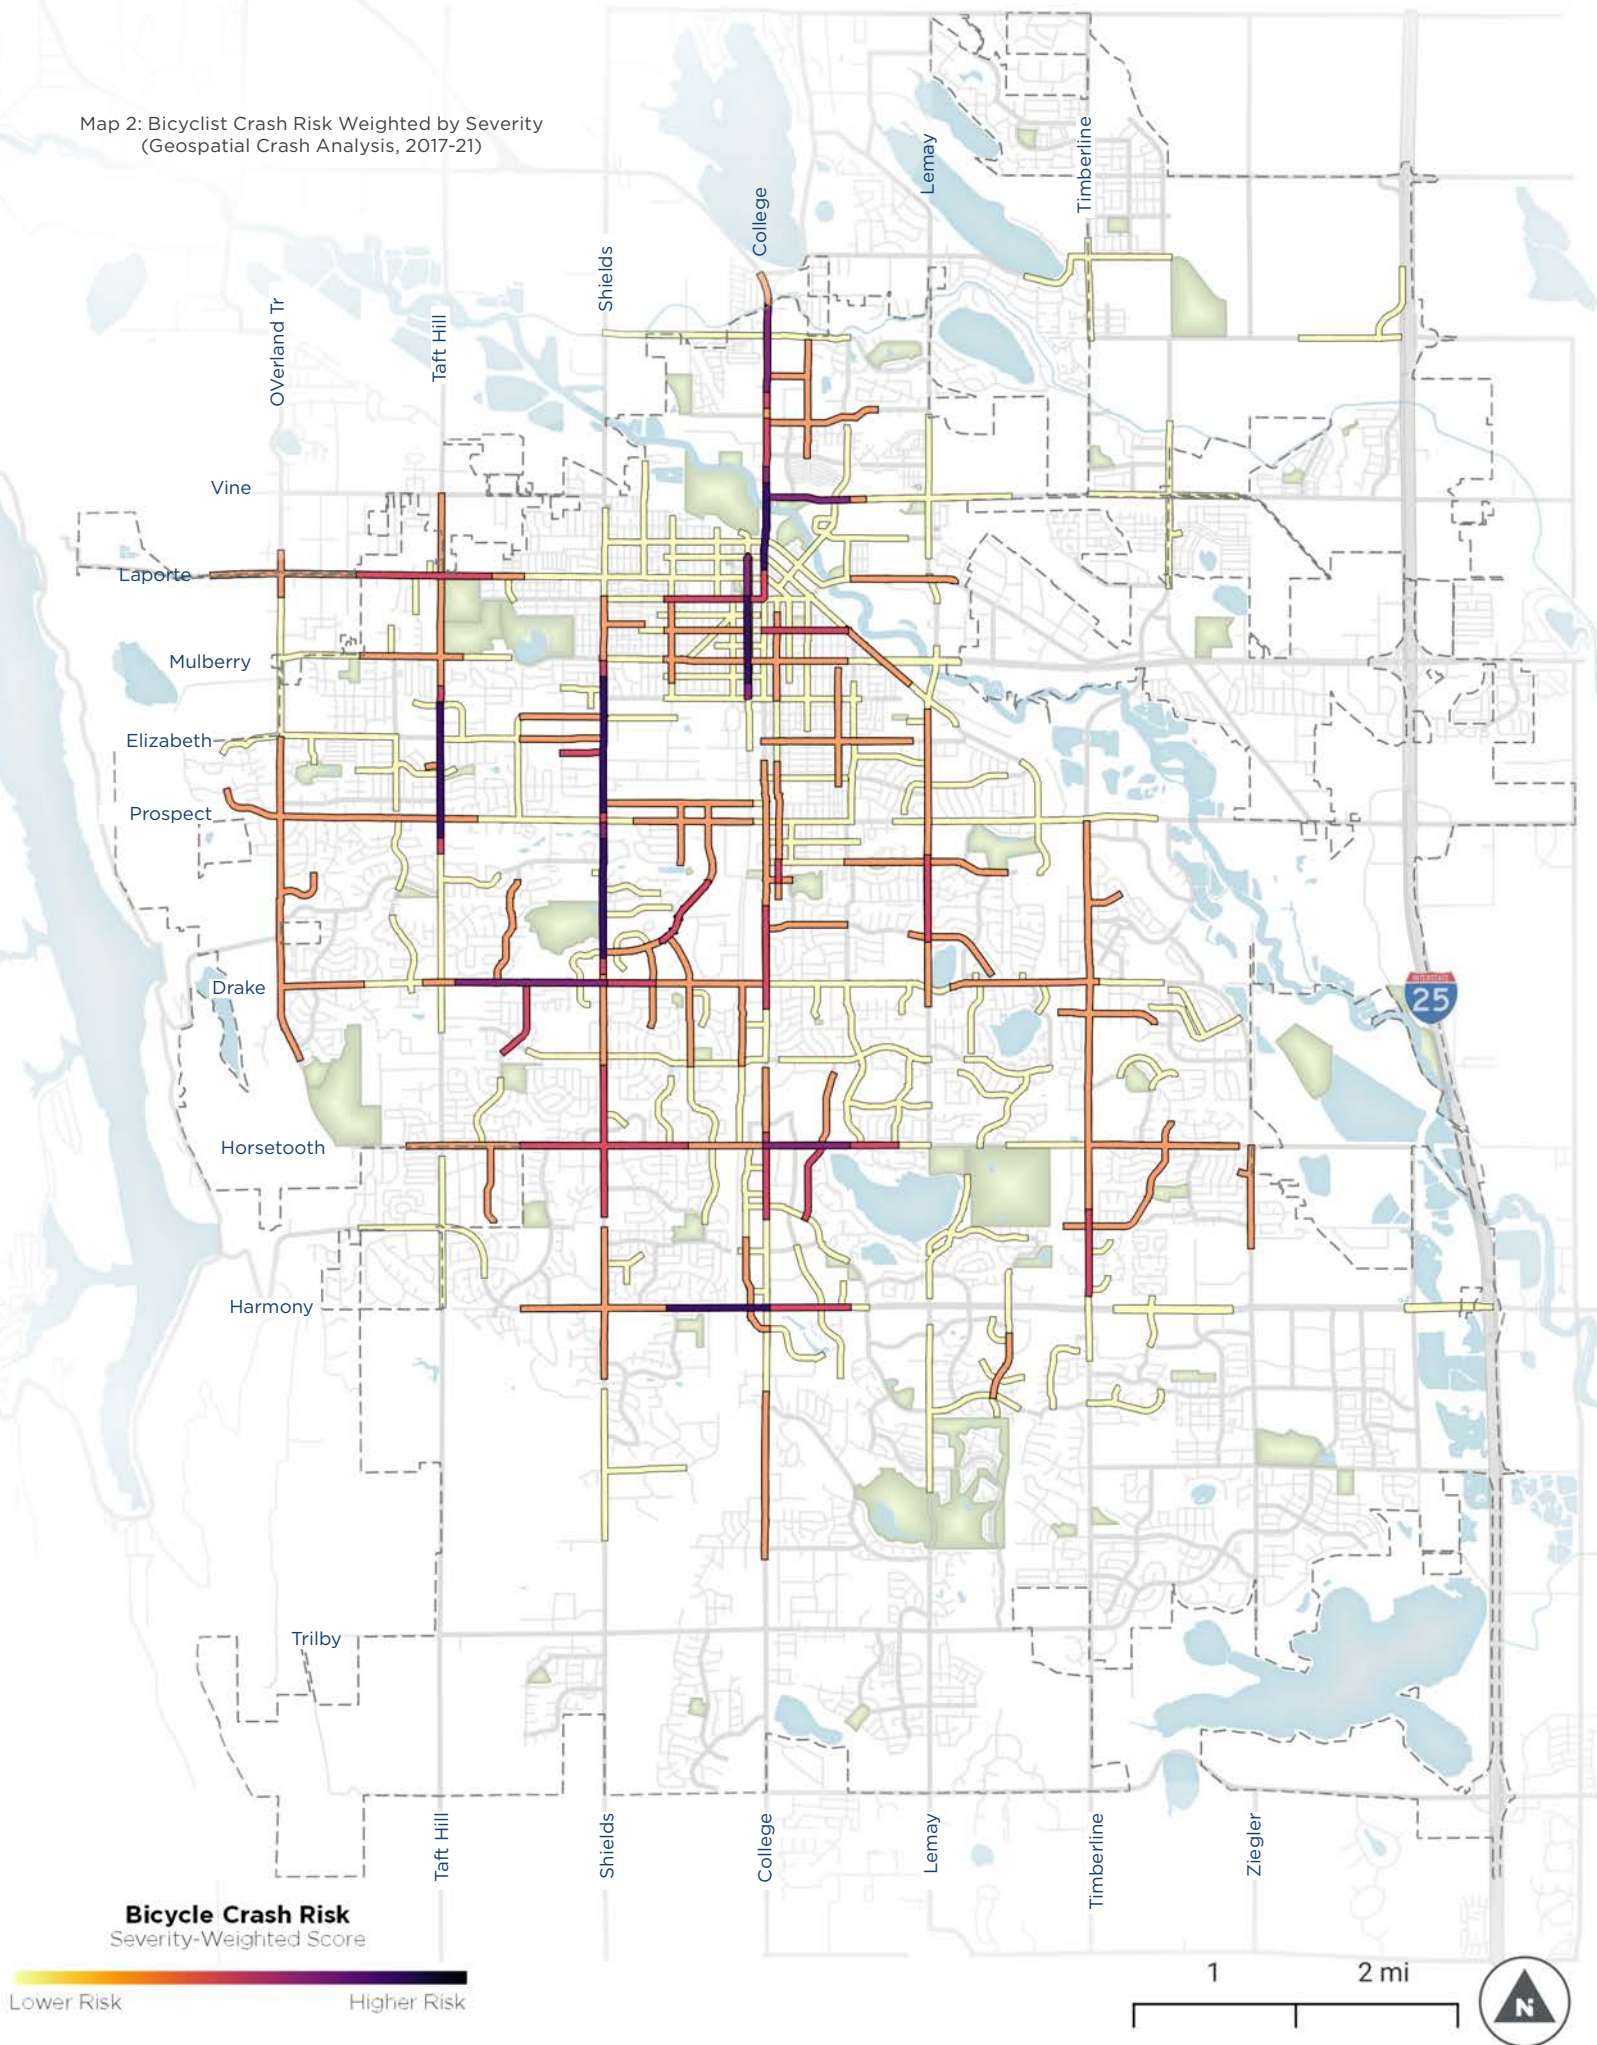 Map 2: Bicyclist Crash Risk Weighted by Severity
(Geospatial Crash Analysis, 2017-21)
Lemay
Timberline
College
Shields
OVerland Tr
Taft Hill
Vine
Laporte
Mulberry
Elizabeth
Prospect
Drake
INTERSTATE
25
Horsetooth
Harmony
Trilby
Taft Hill
Shields
College
Lemay
Timberline
Ziegler
Bicycle Crash Risk
Severity-Weighted Score
Lower Risk
Higher Risk
1
2 mi
N